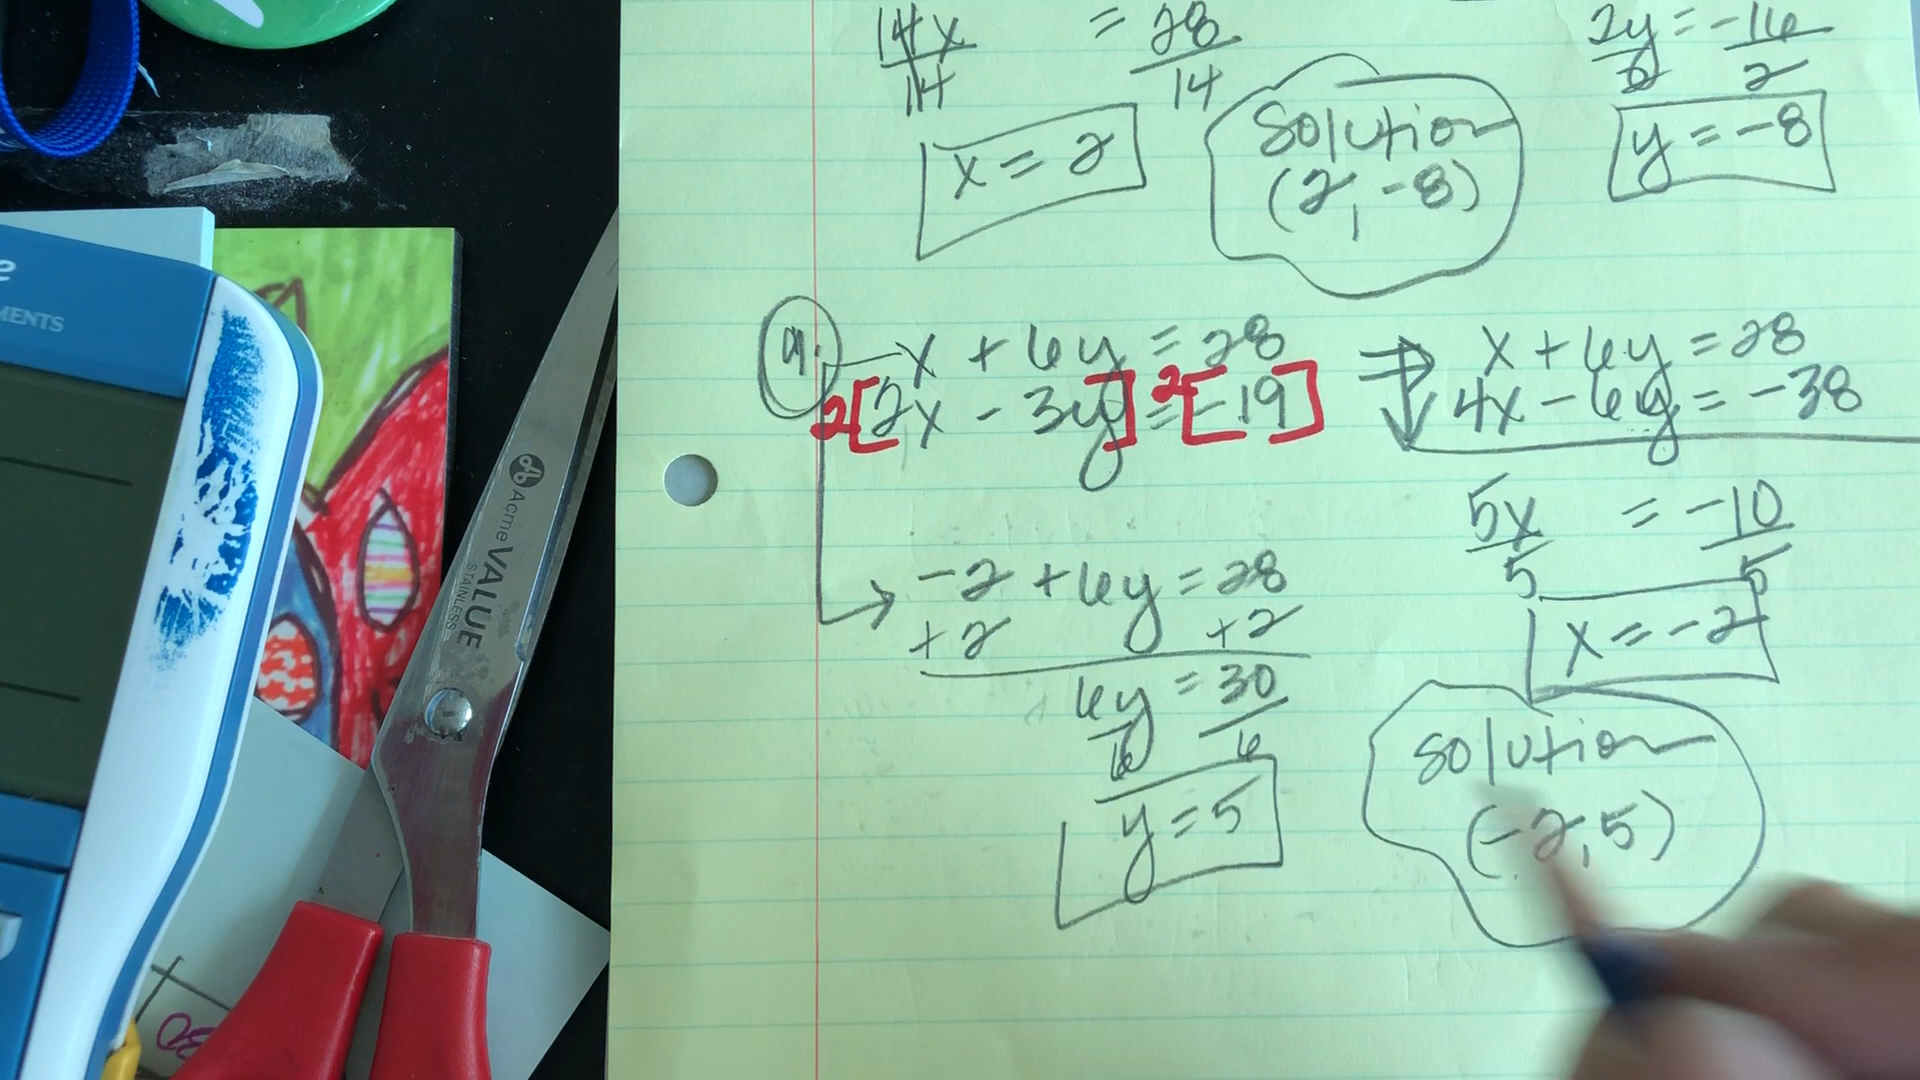 14x = 28
14 14
2y = -16
2 2
x = 2
Solution
(2, -8)
y = -8
9.
x + 6y = 28
2[2x - 3y] = 2[-19]
x + 6y = 28
4x - 6y = -38
5x = -10
5 5
x = -2
-2 + 6y = 28
+2 +2
6y = 30
6 6
y = 5
Solution
(-2, 5)
Acme VALUE
STAINLESS
e
MENTS